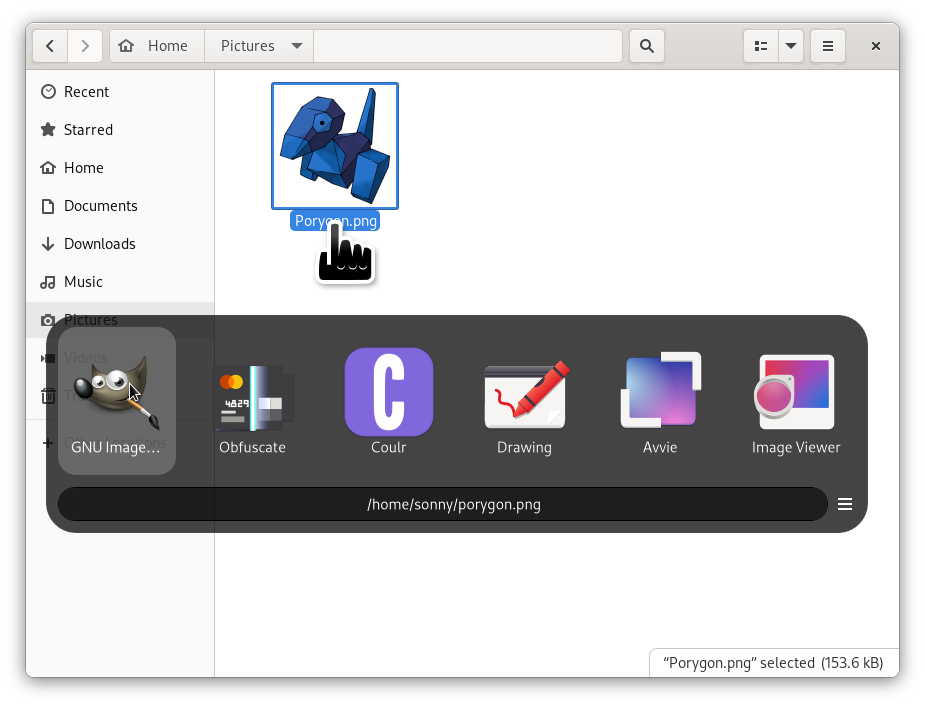 Home
Pictures
Recent
Starred
Home
Documents
Downloads
Music
Pictures
Videos
Porygon.png
GNU Image…
4829
Obfuscate
C
Coulr
Drawing
Avvie
Image Viewer
/home/sonny/porygon.png
“Porygon.png” selected (153.6 kB)